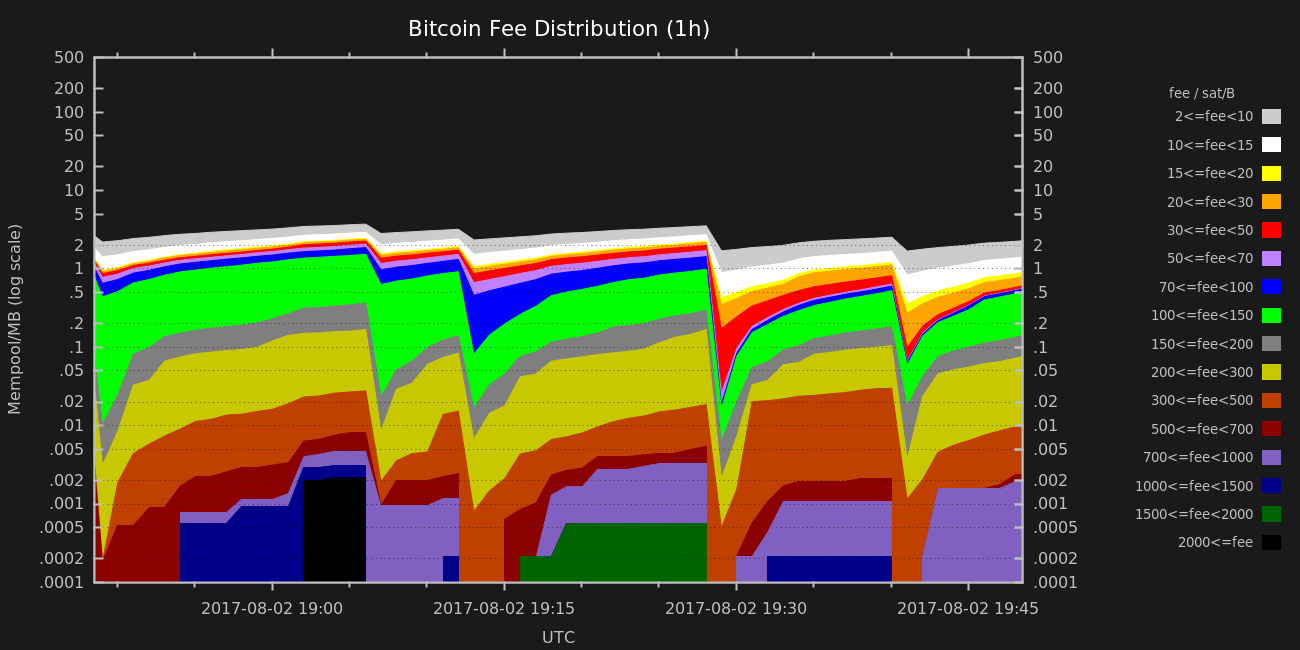 Bitcoin Fee Distribution (1h)
500 500
200 200
100 100
50 50
20 20
10 10
5 5
2 2
1 1
.5 .5
.2 .2
.1 .1
.05 .05
.02 .02
.01 .01
.005 .005
.002 .002
.001 .001
.0005 .0005
.0002 .0002
.0001 .0001
Mempool/MB (log scale)
2017-08-02 19:00 2017-08-02 19:15 2017-08-02 19:30 2017-08-02 19:45
UTC
fee / sat/B
2<=fee<10
10<=fee<15
15<=fee<20
20<=fee<30
30<=fee<50
50<=fee<70
70<=fee<100
100<=fee<150
150<=fee<200
200<=fee<300
300<=fee<500
500<=fee<700
700<=fee<1000
1000<=fee<1500
1500<=fee<2000
2000<=fee